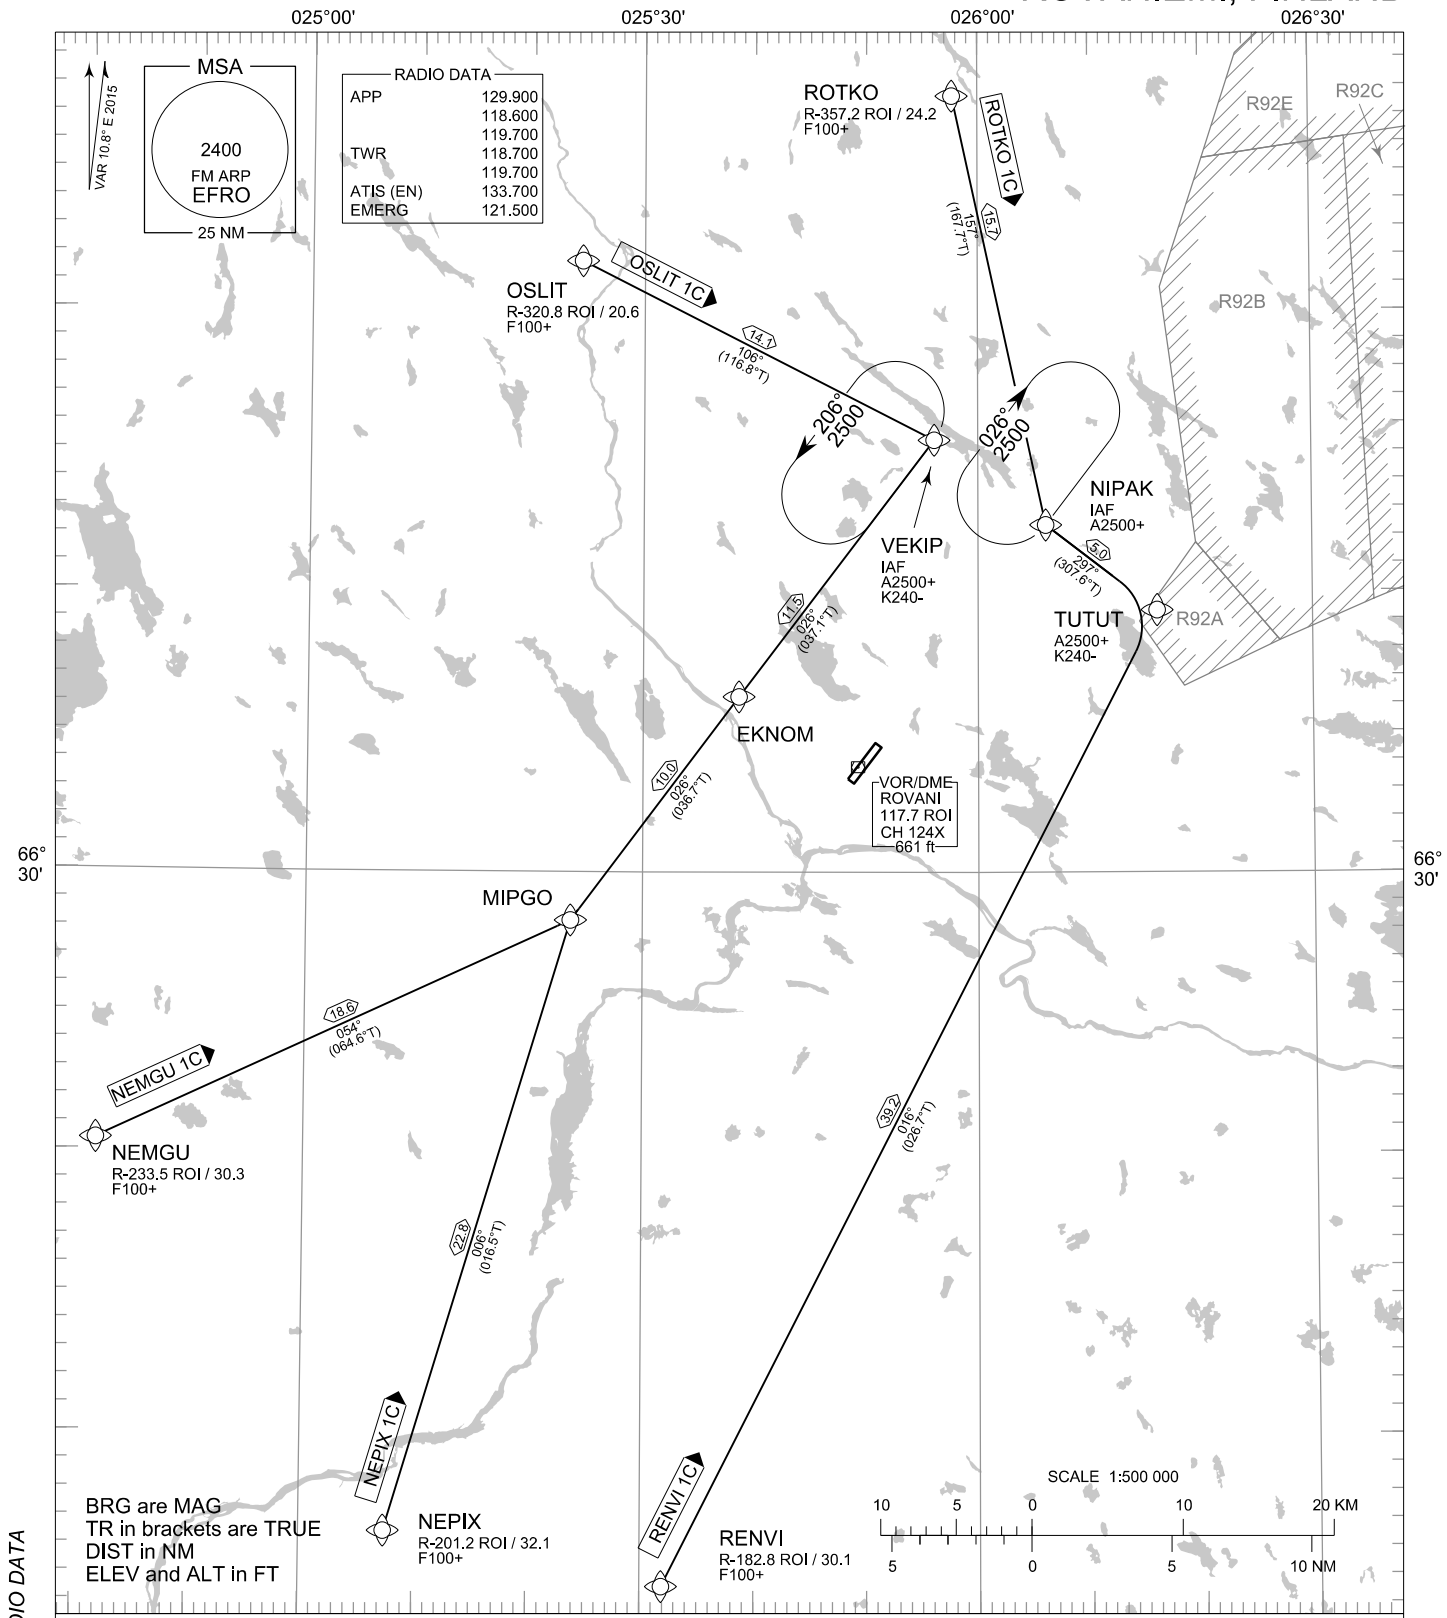 025°00'
025°30'
026°00'
026°30'
VAR 10.8° E 2015
MSA
2400
FM ARP
EFRO
25 NM
RADIO DATA
APP 129.900
118.600
119.700
TWR 118.700
119.700
ATIS (EN) 133.700
EMERG 121.500
ROTKO
R-357.2 ROI / 24.2
F100+
ROTKO 1C
15.7
157°
(167.7°T)
R92E
R92C
R92B
OSLIT
R-320.8 ROI / 20.6
F100+
OSLIT 1C
14.1
106°
(116.8°T)
206°
2500
026°
2500
NIPAK
IAF
A2500+
VEKIP
IAF
A2500+
K240-
5.0
297°
(307.6°T)
TUTUT
A2500+
K240-
R92A
11.5
026°
(037.1°T)
EKNOM
10.0
026°
(036.7°T)
VOR/DME
ROVANI
117.7 ROI
CH 124X
661 ft
66°
30'
66°
30'
MIPGO
18.6
054°
(064.6°T)
NEMGU 1C
NEMGU
R-233.5 ROI / 30.3
F100+
39.2
016°
(026.7°T)
22.8
006°
(016.5°T)
NEPIX 1C
NEPIX
R-201.2 ROI / 32.1
F100+
RENVI 1C
RENVI
R-182.8 ROI / 30.1
F100+
SCALE 1:500 000
10 5 0 10 20 KM
5 0 5 10 NM
BRG are MAG
TR in brackets are TRUE
DIST in NM
ELEV and ALT in FT
DATA